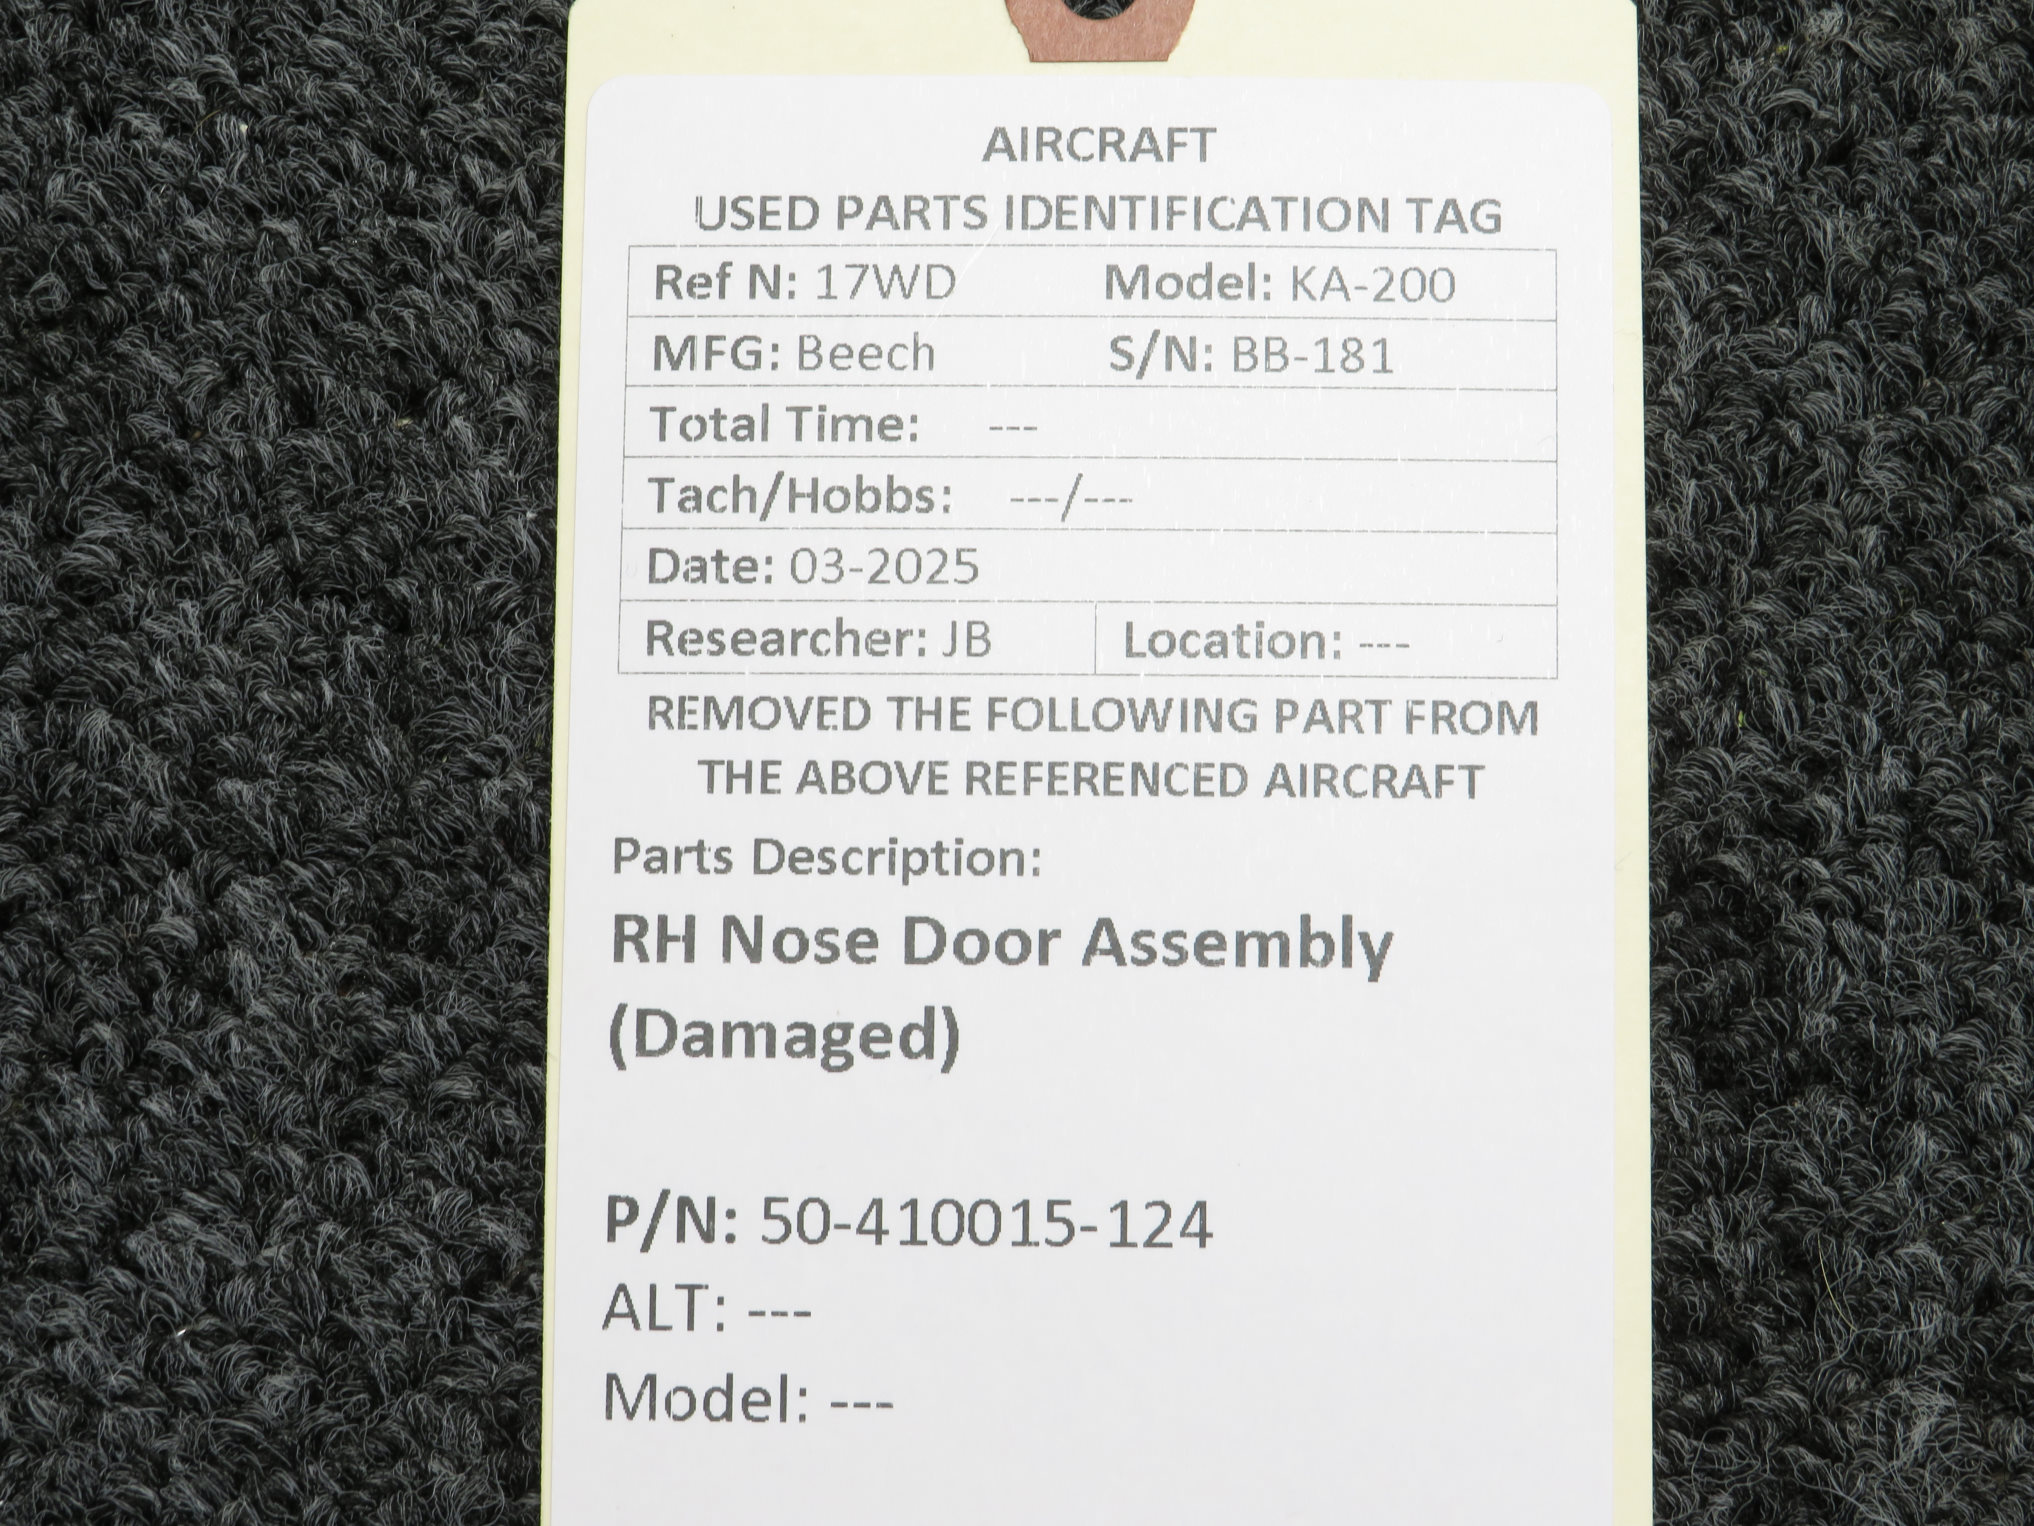 AIRCRAFT
USED PARTS IDENTIFICATION TAG
Ref N: 17WD Model: KA-200
MFG: Beech S/N: BB-181
Total Time: ---
Tach/Hobbs: ---/---
Date: 03-2025
Researcher: JB Location: ---
REMOVED THE FOLLOWING PART FROM
THE ABOVE REFERENCED AIRCRAFT
Parts Description:
RH Nose Door Assembly
(Damaged)
P/N: 50-410015-124
ALT: ---
Model: ---